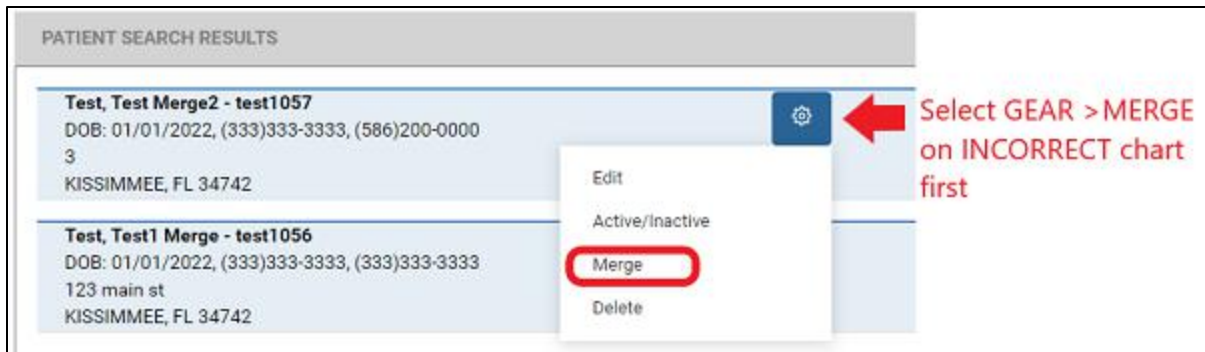 PATIENT SEARCH RESULTS
Test, Test Merge2 - test1057
DOB: 01/01/2022, (333)333-3333, (586)200-0000
3
KISSIMMEE, FL 34742
Test, Test1 Merge - test1056
DOB: 01/01/2022, (333)333-3333, (333)333-3333
123 main st
KISSIMMEE, FL 34742
Edit
Active/Inactive
Merge
Delete
Select GEAR >MERGE
on INCORRECT chart
first